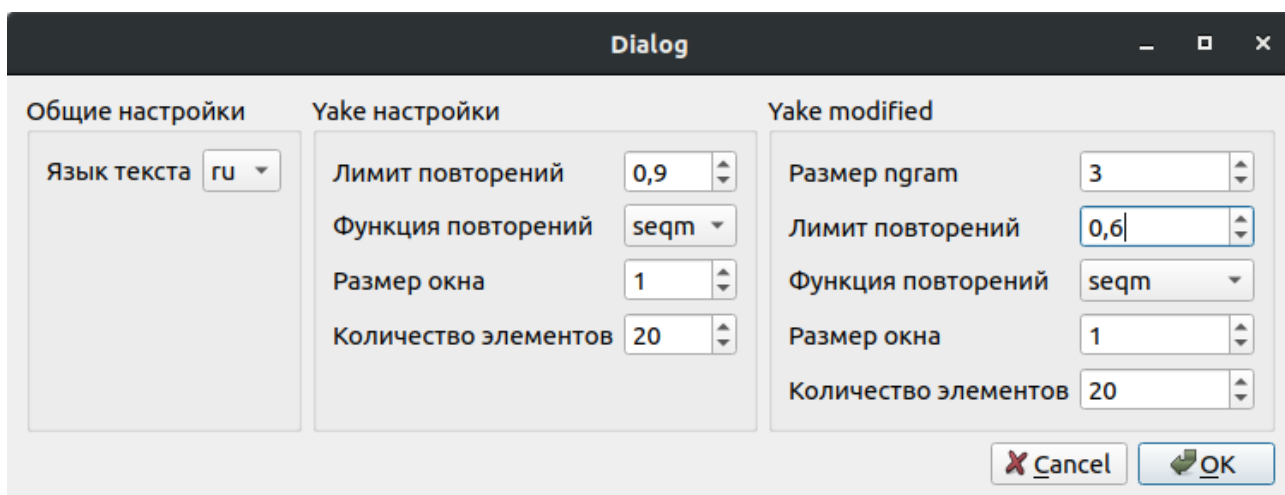 Dialog
Общие настройки
Язык текста ru
Yake настройки
Лимит повторений 0,9
Функция повторений seqm
Размер окна 1
Количество элементов 20
Yake modified
Размер ngram 3
Лимит повторений 0,6
Функция повторений seqm
Размер окна 1
Количество элементов 20
Cancel OK